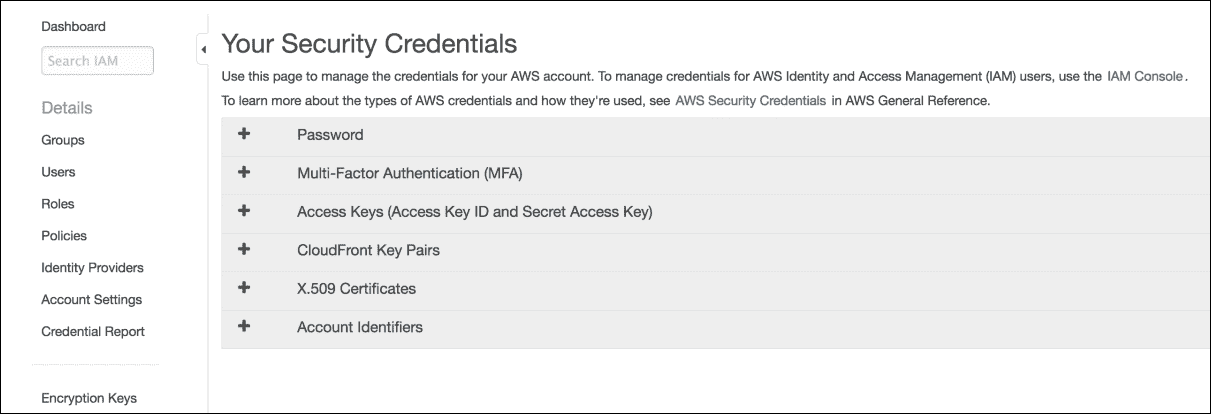 Dashboard
Search IAM
Details
Groups
Users
Roles
Policies
Identity Providers
Account Settings
Credential Report
Encryption Keys
Your Security Credentials
Use this page to manage the credentials for your AWS account. To manage credentials for AWS Identity and Access Management (IAM) users, use the IAM Console.
To learn more about the types of AWS credentials and how they're used, see AWS Security Credentials in AWS General Reference.
Password
Multi-Factor Authentication (MFA)
Access Keys (Access Key ID and Secret Access Key)
CloudFront Key Pairs
X.509 Certificates
Account Identifiers